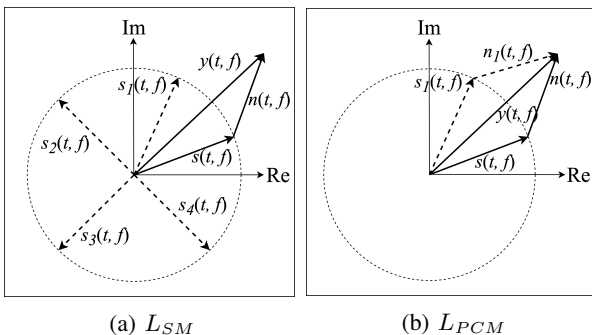 Im
y(t, f)
s1(t, f)
n(t, f)
s2(t, f)
s(t, f)
Re
s4(t, f)
s3(t, f)
(a) LSM
Im
n1(t, f)
s1(t, f)
n(t, f)
y(t, f)
s(t, f)
Re
(b) LPCM